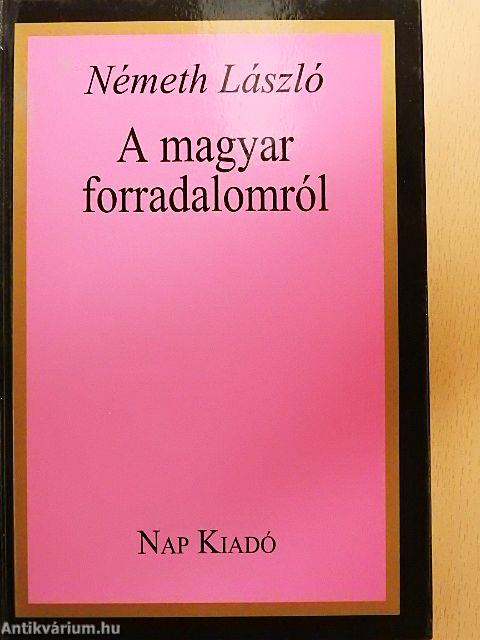 Németh László
A magyar
forradalomról
NAP KIADÓ
Antikvárium.hu